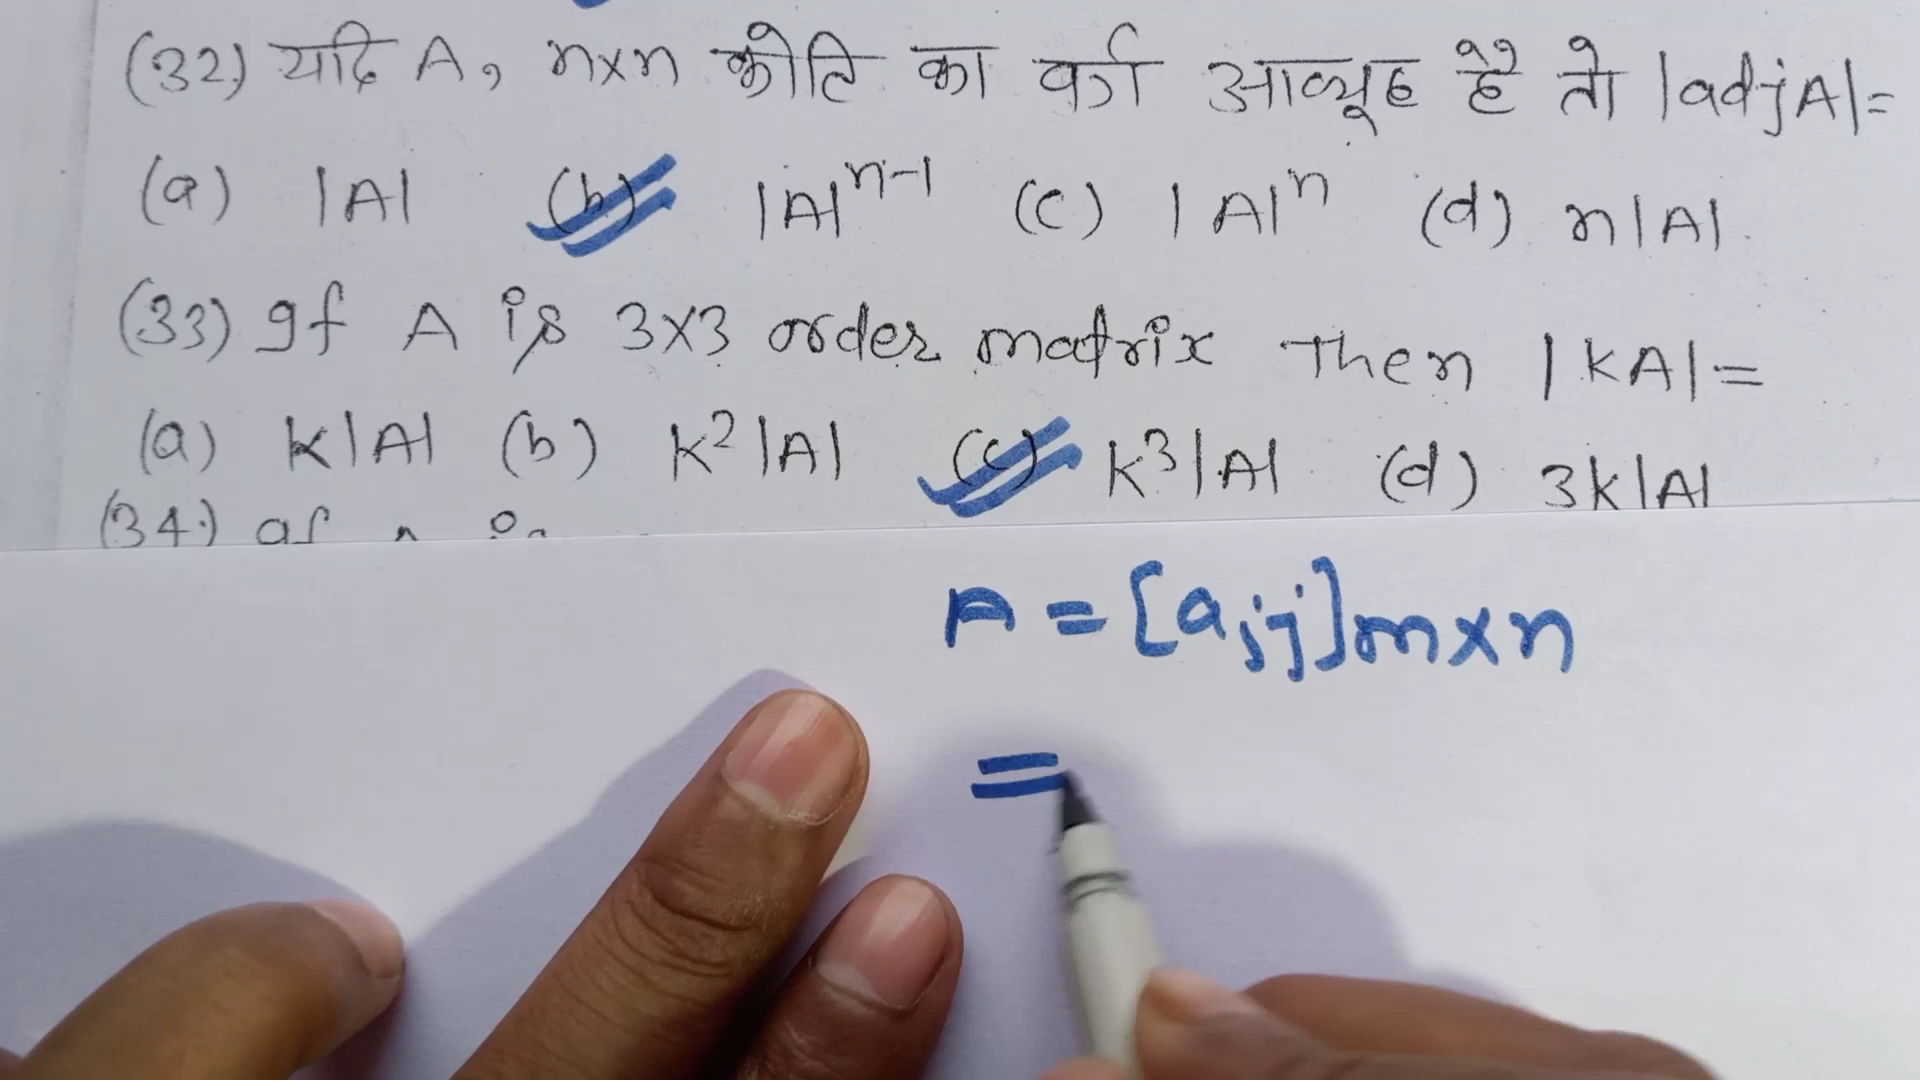 (32) यदि A, n×n कोटि का वर्ग आव्यूह है तो |adjA|=
(a) |A| (b) |A|ⁿ⁻¹ (c) |A|ⁿ (d) n|A|
(33) If A is 3×3 order matrix Then |KA|=
(a) K|A| (b) K²|A| (c) K³|A| (d) 3K|A|
(34)
A = [aij]m×n
=